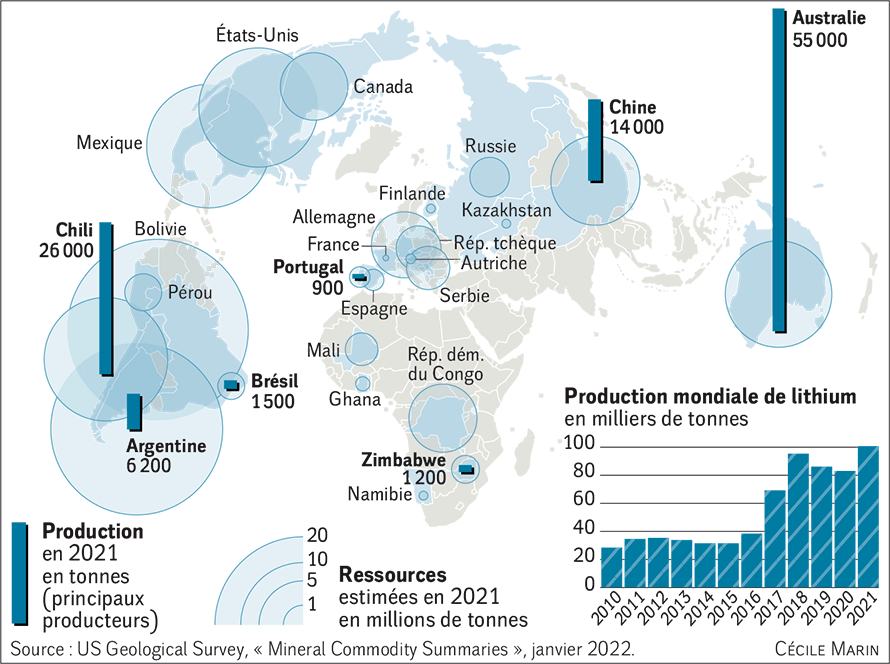 États-Unis
Canada
Mexique
Australie
55 000
Chine
14 000
Russie
Finlande
Kazakhstan
Allemagne
France
Rép. tchèque
Autriche
Portugal
900
Espagne
Serbie
Chili
26 000
Bolivie
Pérou
Mali
Rép. dém.
du Congo
Ghana
Brésil
1 500
Argentine
6 200
Zimbabwe
1 200
Namibie
Production mondiale de lithium
en milliers de tonnes
100
80
60
40
20
0
2010
2011
2012
2013
2014
2015
2016
2017
2018
2019
2020
2021
Production
en 2021
en tonnes
(principaux
producteurs)
20
10
5
1
Ressources
estimées en 2021
en millions de tonnes
Source : US Geological Survey, « Mineral Commodity Summaries », janvier 2022.
Cécile Marin